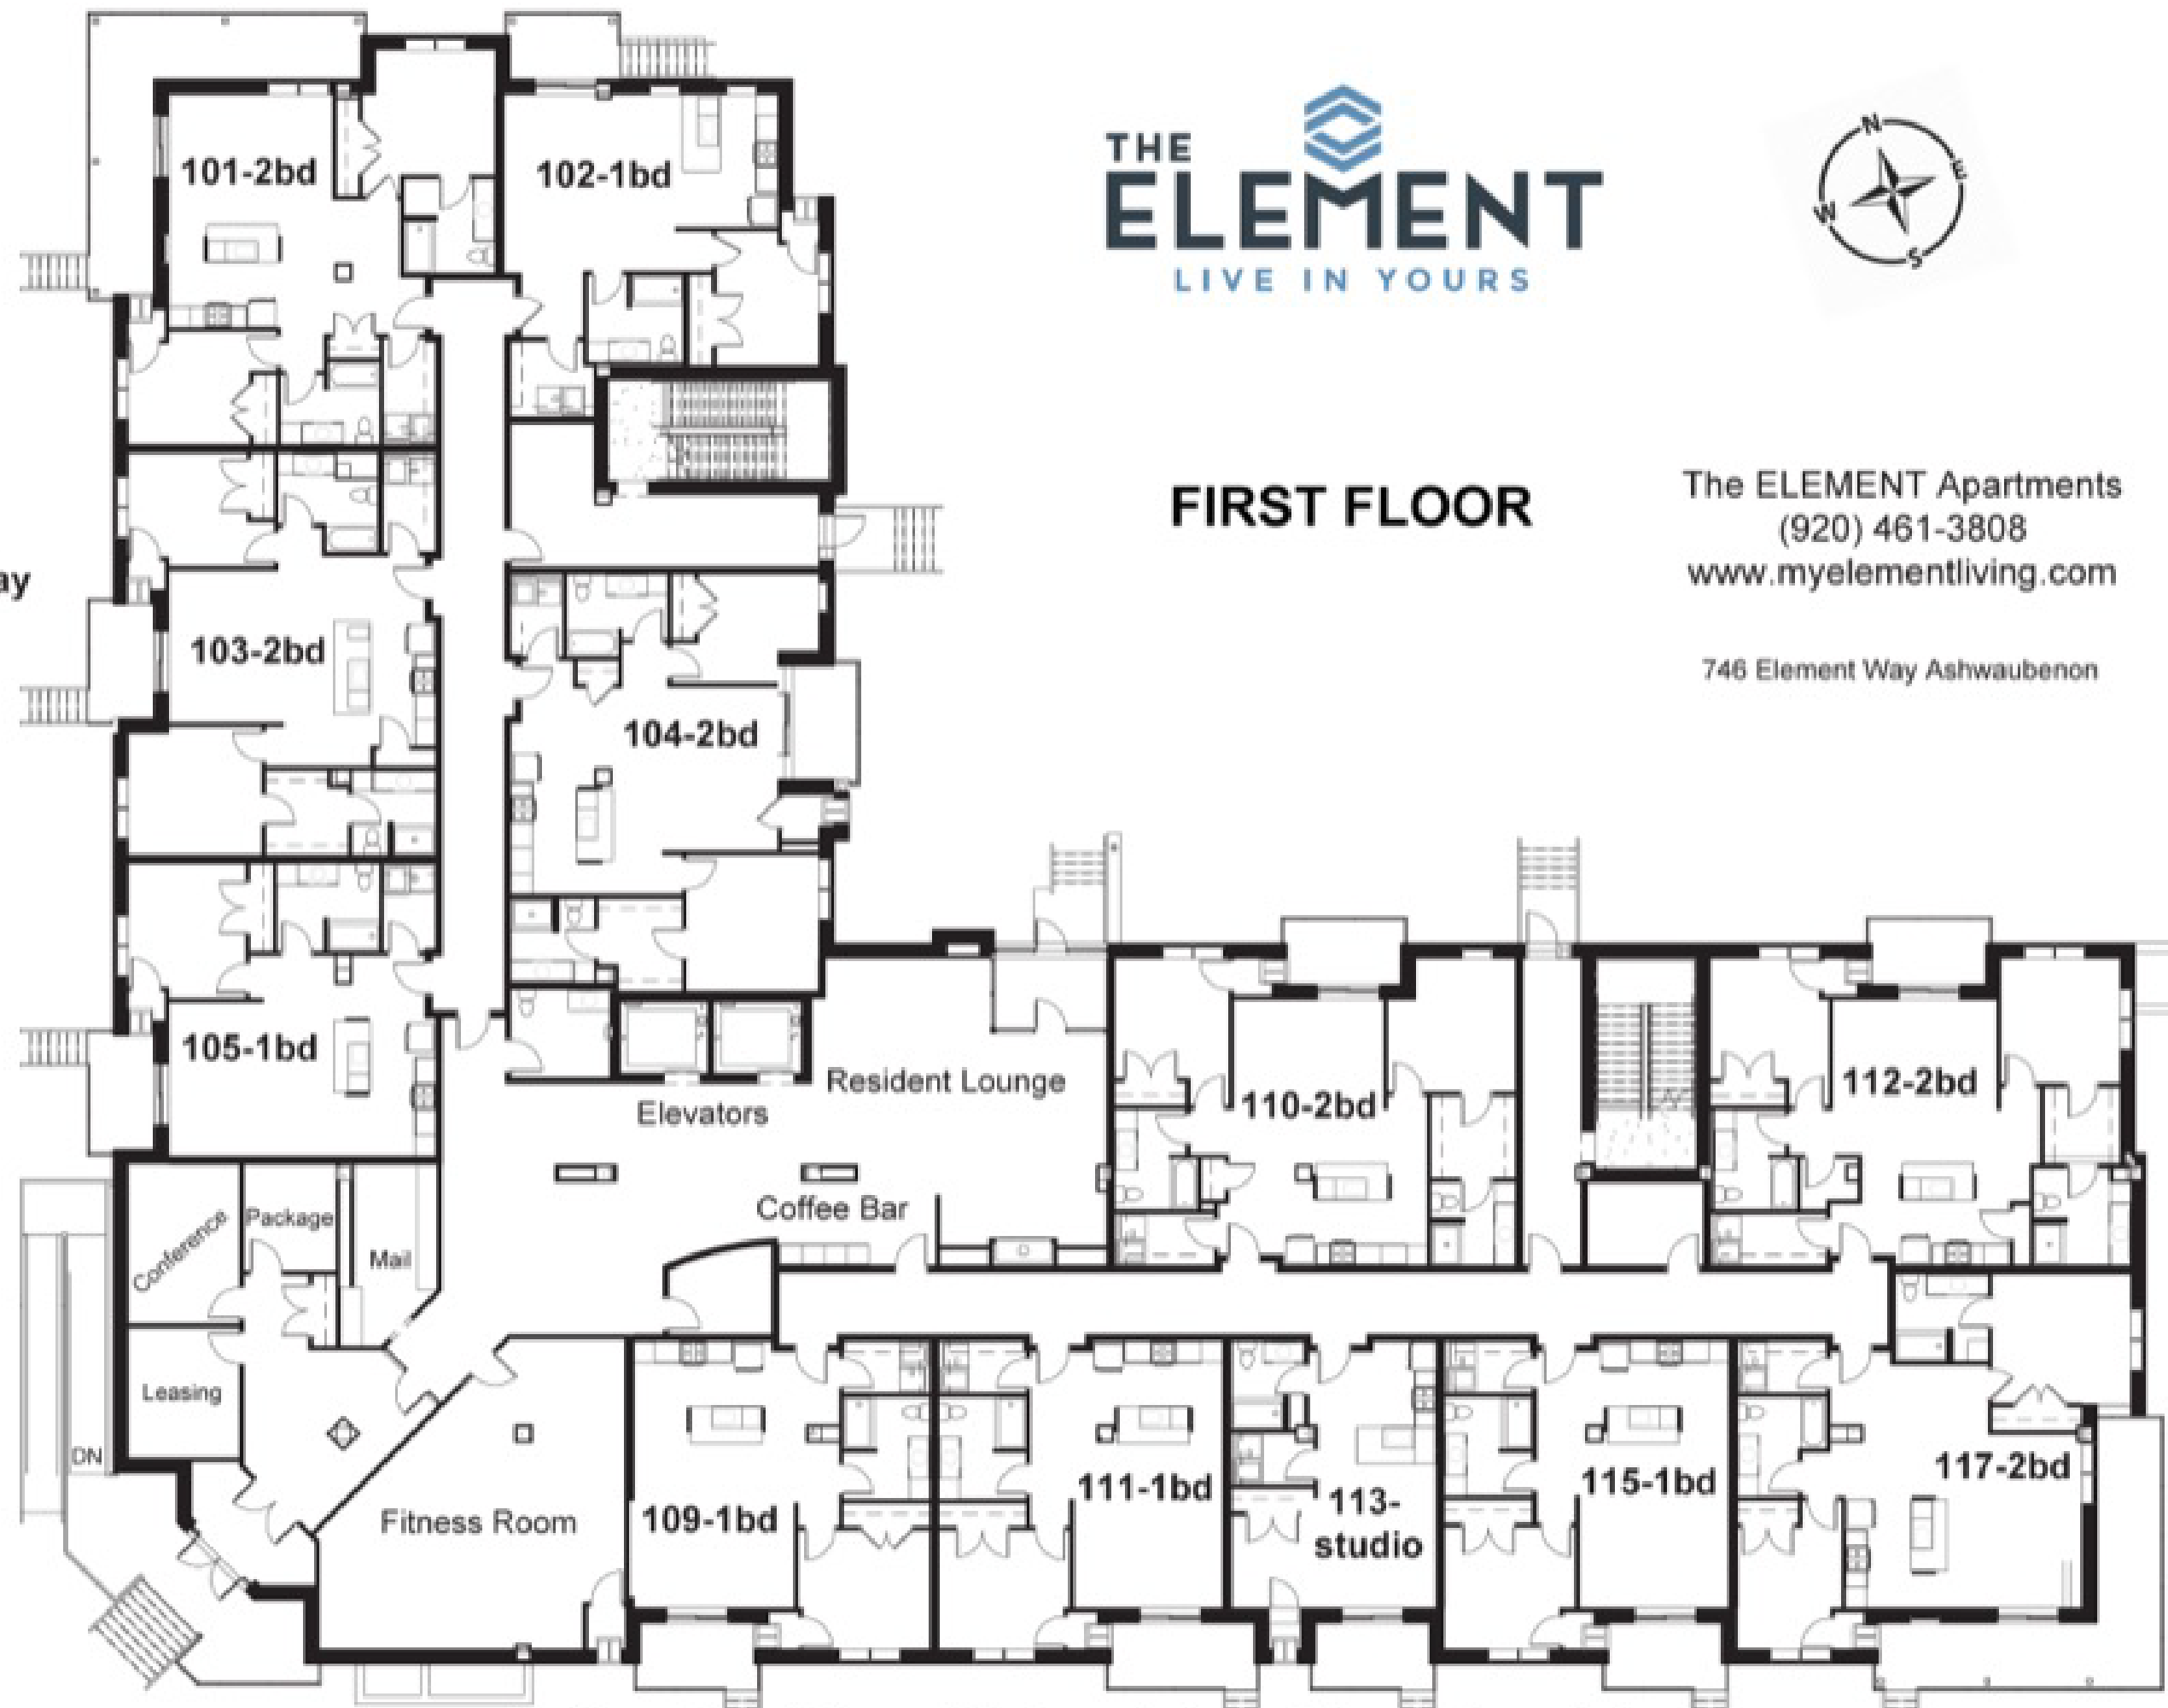 THE
ELEMENT
LIVE IN YOURS
N
E
W
S
101-2bd
102-1bd
FIRST FLOOR
The ELEMENT Apartments
(920) 461-3808
www.myelementliving.com
746 Element Way Ashwaubenon
ay
103-2bd
104-2bd
105-1bd
Elevators
Resident Lounge
110-2bd
112-2bd
Coffee Bar
Conference
Package
Mail
Leasing
DN
Fitness Room
109-1bd
111-1bd
113-
studio
115-1bd
117-2bd